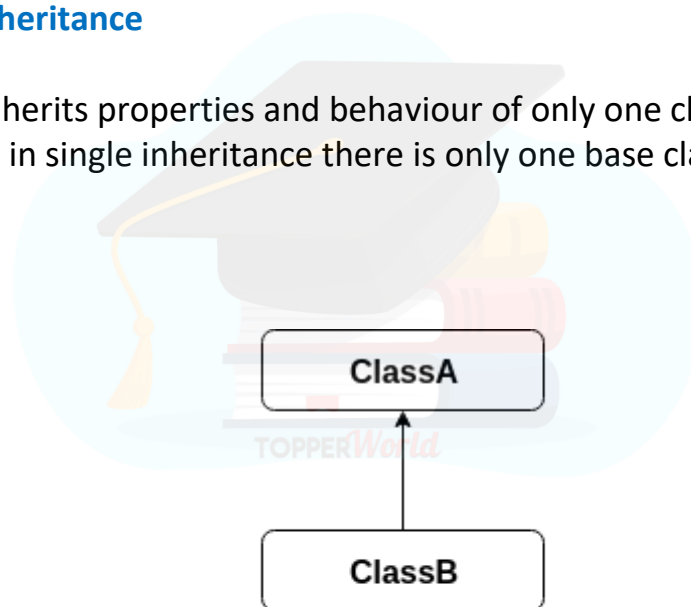 heritance
herits properties and behaviour of only one cl
in single inheritance there is only one base cla
ClassA
TOPPERWorld
ClassB